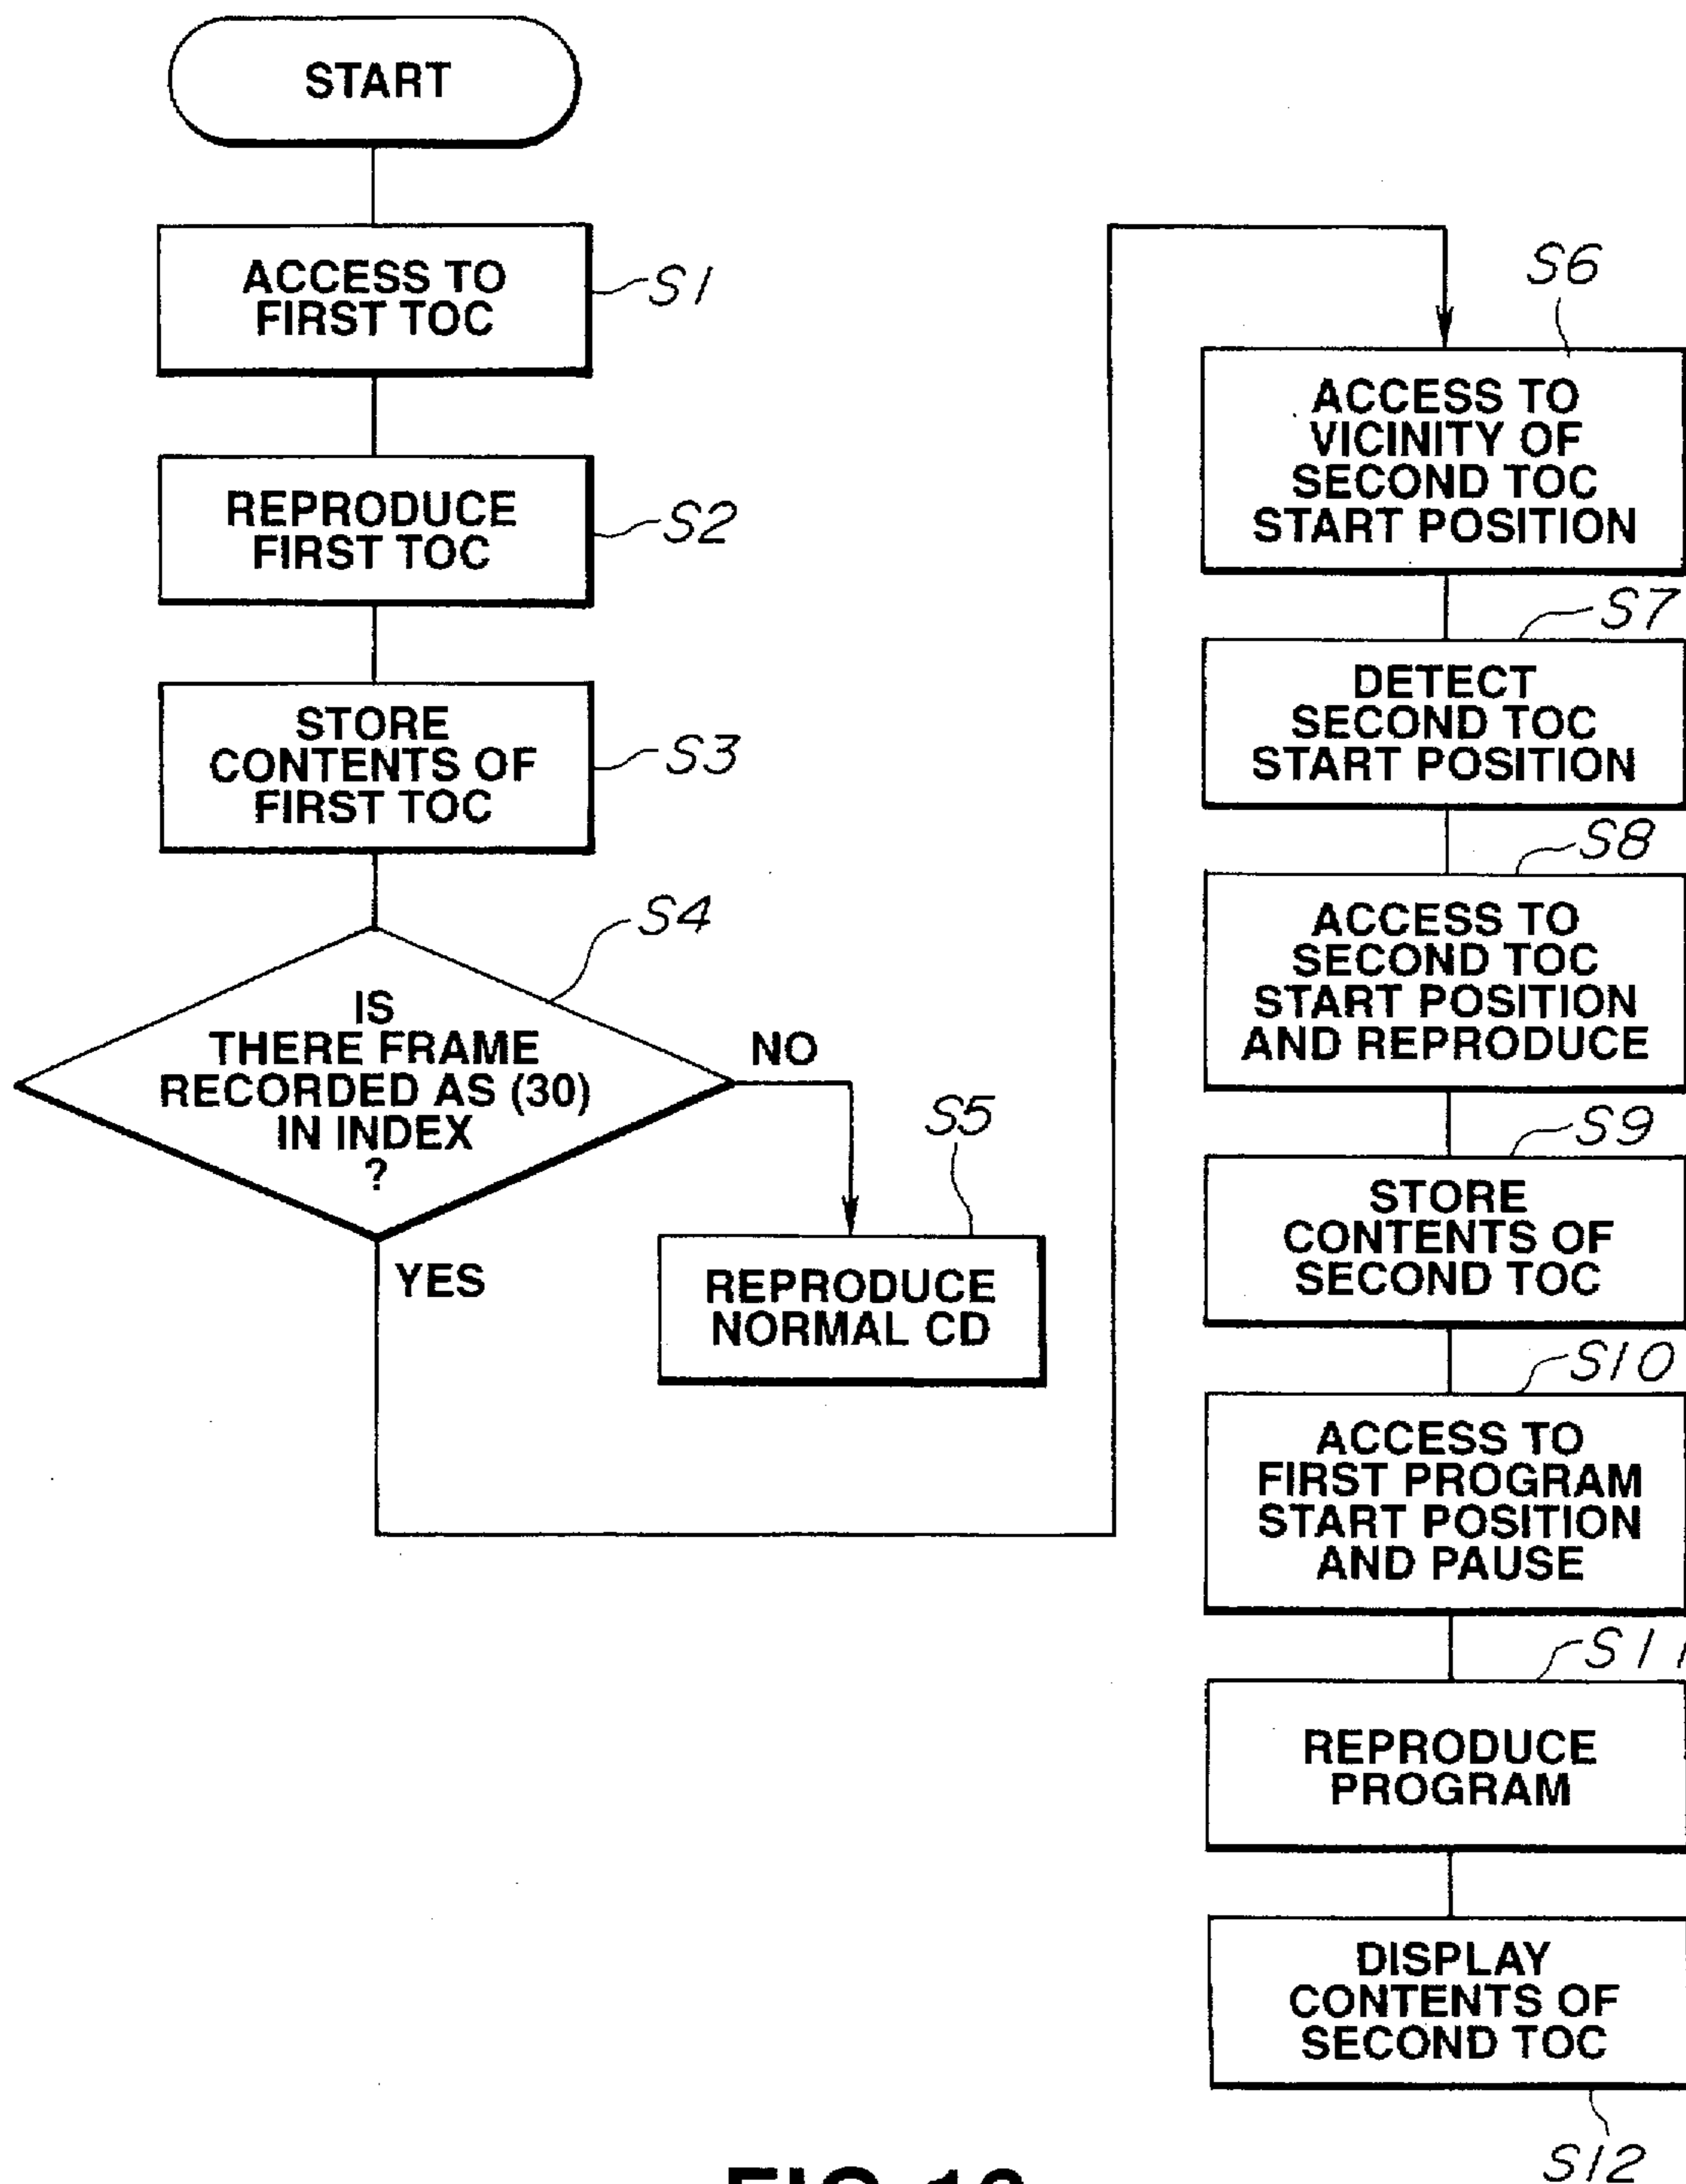 START
ACCESS TO
FIRST TOC
S1
REPRODUCE
FIRST TOC
S2
STORE
CONTENTS OF
FIRST TOC
S3
S4
IS
THERE FRAME
RECORDED AS (30)
IN INDEX
?
NO
YES
S5
REPRODUCE
NORMAL CD
S6
ACCESS TO
VICINITY OF
SECOND TOC
START POSITION
S7
DETECT
SECOND TOC
START POSITION
S8
ACCESS TO
SECOND TOC
START POSITION
AND REPRODUCE
S9
STORE
CONTENTS OF
SECOND TOC
S10
ACCESS TO
FIRST PROGRAM
START POSITION
AND PAUSE
S11
REPRODUCE
PROGRAM
DISPLAY
CONTENTS OF
SECOND TOC
S12